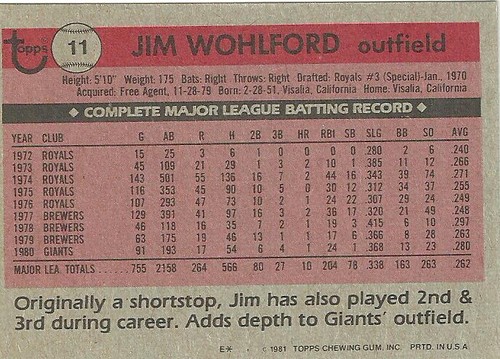 topps 11 JIM WOHLFORD outfield
Height: 5'10" Weight: 175 Bats: Right Throws: Right Drafted: Royals #3 (Special)-Jan., 1970
Acquired: Free Agent, 11-28-79 Born: 2-28-51, Visalia, California Home: Visalia, California
◆ COMPLETE MAJOR LEAGUE BATTING RECORD ◆
YEAR CLUB G AB R H 2B 3B HR RBI SB SLG BB SO AVG
1972 ROYALS 15 25 3 6 1 0 0 0 0 .280 2 6 .240
1973 ROYALS 45 109 21 29 1 3 2 10 1 .385 11 12 .266
1974 ROYALS 143 501 55 136 16 7 2 44 16 .343 39 74 .271
1975 ROYALS 116 353 45 90 10 5 0 30 12 .312 34 37 .255
1976 ROYALS 107 293 47 73 10 2 1 24 22 .307 29 24 .249
1977 BREWERS 129 391 41 97 16 3 2 36 17 .320 21 49 .248
1978 BREWERS 46 118 16 35 7 2 1 19 3 .415 6 10 .297
1979 BREWERS 63 175 19 46 13 1 1 17 6 .366 8 28 .263
1980 GIANTS 91 193 17 54 6 4 1 24 1 .368 13 23 .280
MAJOR LEA TOTALS 755 2158 264 566 80 27 10 204 78 .338 163 263 .262
Originally a shortstop, Jim has also played 2nd &
3rd during career. Adds depth to Giants' outfield.
E* . © 1981 TOPPS CHEWING GUM, INC. PRTD. IN U.S.A.